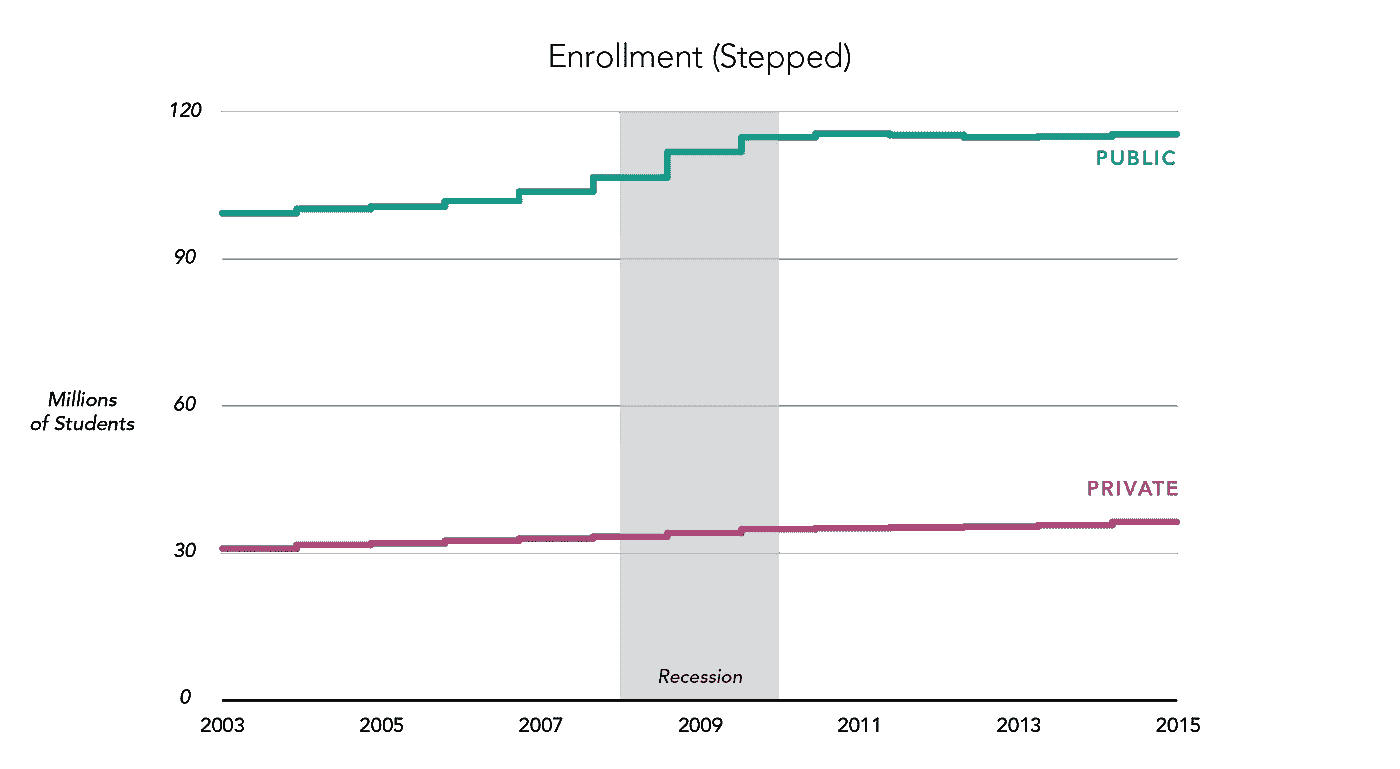 Enrollment (Stepped)
120
PUBLIC
90
Millions
of Students
60
PRIVATE
30
Recession
0
2003 2005 2007 2009 2011 2013 2015